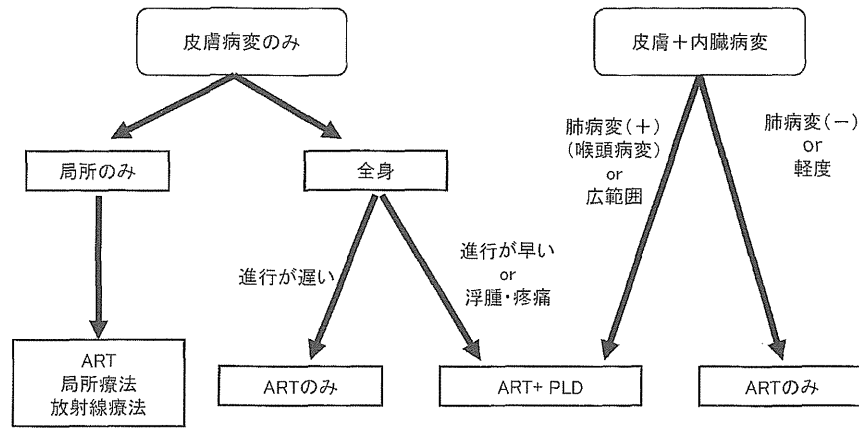 皮膚病変のみ
皮膚+内臓病変
局所のみ
全身
肺病変(+)
(喉頭病変)
or
広範囲
肺病変(-)
or
軽度
進行が遅い
進行が早い
or
浮腫・疼痛
ART
局所療法
放射線療法
ARTのみ
ART+ PLD
ARTのみ